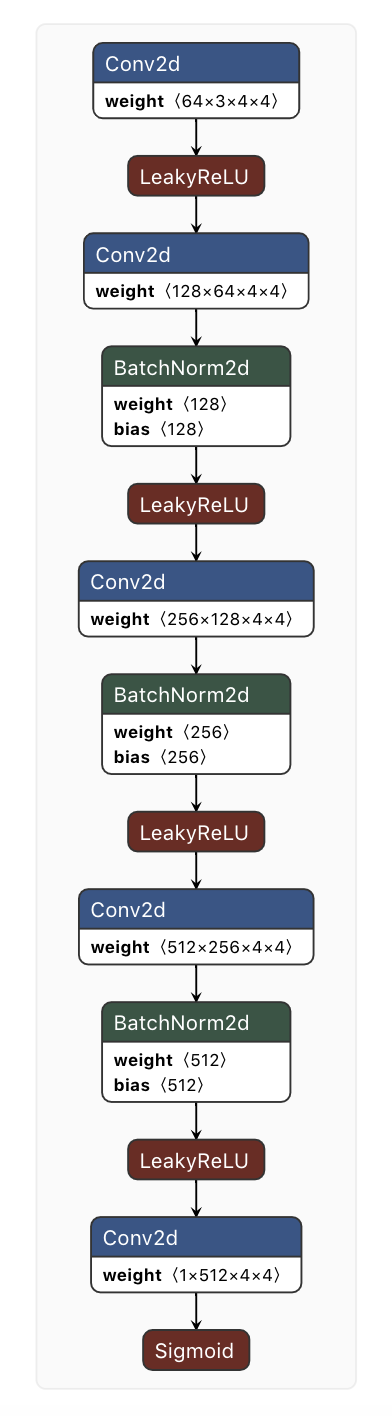 Conv2d
weight〈64×3×4×4〉
LeakyReLU
Conv2d
weight〈128×64×4×4〉
BatchNorm2d
weight〈128〉
bias〈128〉
LeakyReLU
Conv2d
weight〈256×128×4×4〉
BatchNorm2d
weight〈256〉
bias〈256〉
LeakyReLU
Conv2d
weight〈512×256×4×4〉
BatchNorm2d
weight〈512〉
bias〈512〉
LeakyReLU
Conv2d
weight〈1×512×4×4〉
Sigmoid